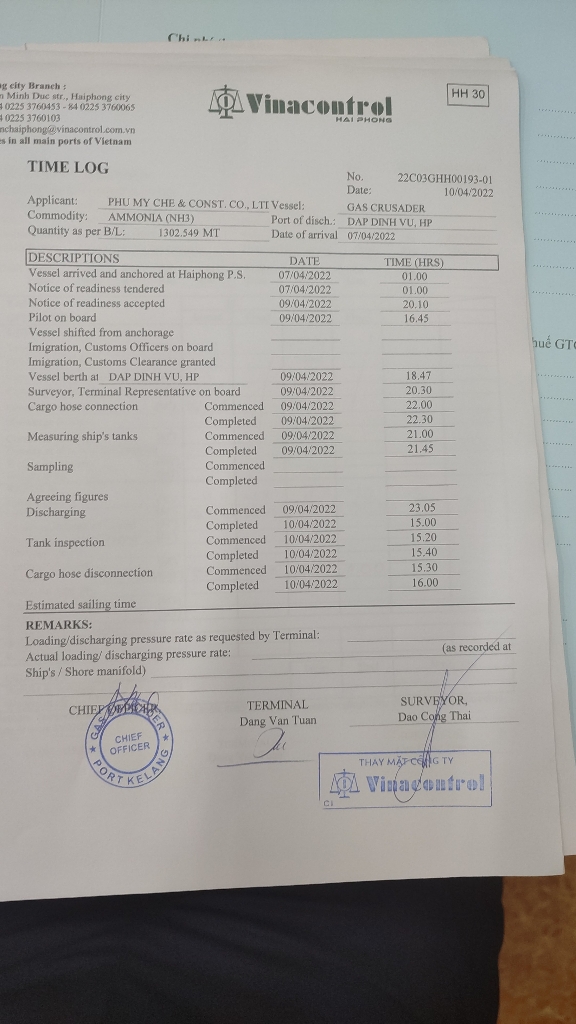 ng city Branch :
Minh Duc str., Haiphong city
0225 3760453 - 84 0225 3760065
0225 3760103
nchaiphong@vinacontrol.com.vn
s in all main ports of Vietnam
Vinacontrol
HAI PHONG
HH 30
TIME LOG
No. 22C03GHH00193-01
Date: 10/04/2022
Applicant: PHU MY CHE & CONST. CO., LTI Vessel: GAS CRUSADER
Commodity: AMMONIA (NH3) Port of disch.: DAP DINH VU, HP
Quantity as per B/L: 1302.549 MT Date of arrival 07/04/2022
DESCRIPTIONS DATE TIME (HRS)
Vessel arrived and anchored at Haiphong P.S. 07/04/2022 01.00
Notice of readiness tendered 07/04/2022 01.00
Notice of readiness accepted 09/04/2022 20.10
Pilot on board 09/04/2022 16.45
Vessel shifted from anchorage
Imigration, Customs Officers on board
Imigration, Customs Clearance granted
Vessel berth at DAP DINH VU, HP 09/04/2022 18.47
Surveyor, Terminal Representative on board 09/04/2022 20.30
Cargo hose connection Commenced 09/04/2022 22.00
Completed 09/04/2022 22.30
Measuring ship's tanks Commenced 09/04/2022 21.00
Completed 09/04/2022 21.45
Sampling Commenced
Completed
Agreeing figures
Discharging Commenced 09/04/2022 23.05
Completed 10/04/2022 15.00
Tank inspection Commenced 10/04/2022 15.20
Completed 10/04/2022 15.40
Cargo hose disconnection Commenced 10/04/2022 15.30
Completed 10/04/2022 16.00
Estimated sailing time
REMARKS:
Loading/discharging pressure rate as requested by Terminal:
Actual loading/ discharging pressure rate: (as recorded at
Ship's / Shore manifold)
CHIEF OFFICER TERMINAL SURVEYOR,
Dang Van Tuan Dao Cong Thai
GAS CRUSADER
CHIEF
OFFICER
PORT KELANG
THAY MẶT CÔNG TY
Vinacontrol
C1
huế GTG